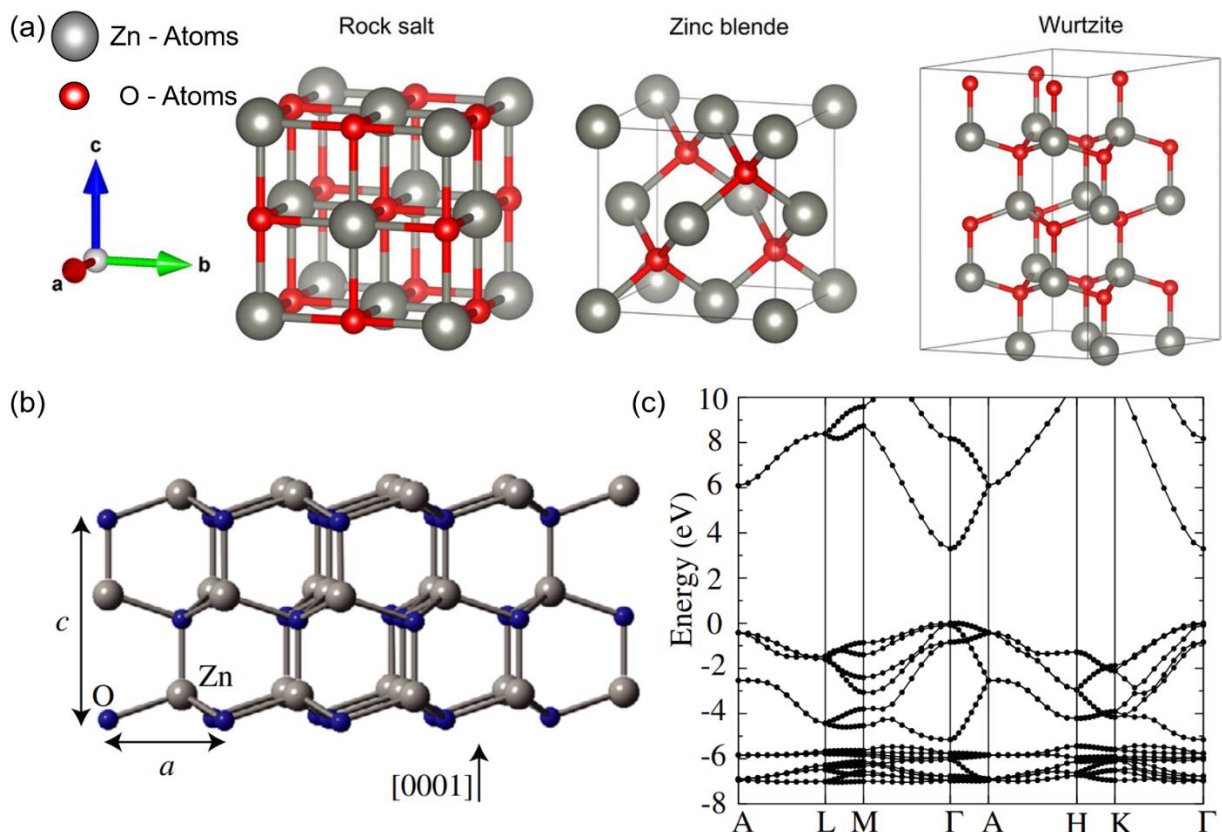 (a)
Zn - Atoms
O - Atoms
Rock salt
Zinc blende
Wurtzite
c
b
a
(b)
c
O
Zn
a
[0001]
(c)
Energy (eV)
10
8
6
4
2
0
-2
-4
-6
-8
A L M Γ A H K Γ